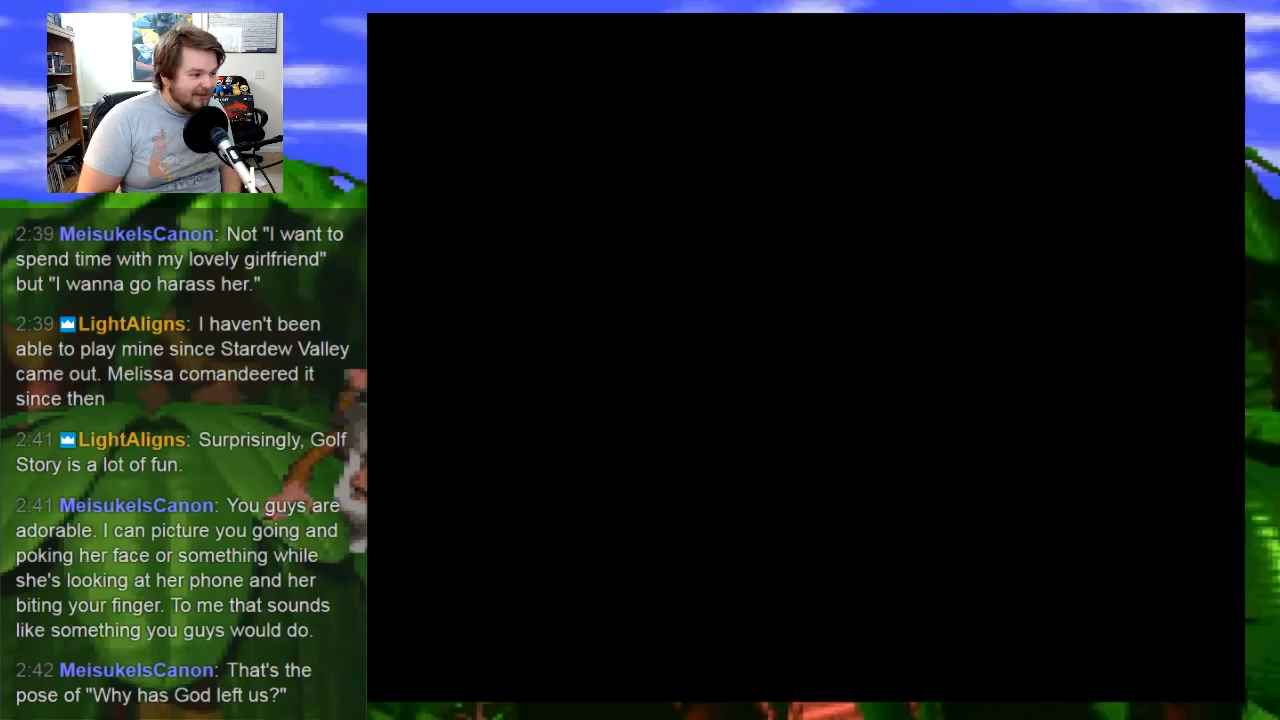 2:39 MeisukeIsCanon: Not "I want to
spend time with my lovely girlfriend"
but "I wanna go harass her."
2:39 LightAligns: I haven't been
able to play mine since Stardew Valley
came out. Melissa comandeered it
since then
2:41 LightAligns: Surprisingly, Golf
Story is a lot of fun.
2:41 MeisukeIsCanon: You guys are
adorable. I can picture you going and
poking her face or something while
she's looking at her phone and her
biting your finger. To me that sounds
like something you guys would do.
2:42 MeisukeIsCanon: That's the
pose of "Why has God left us?"